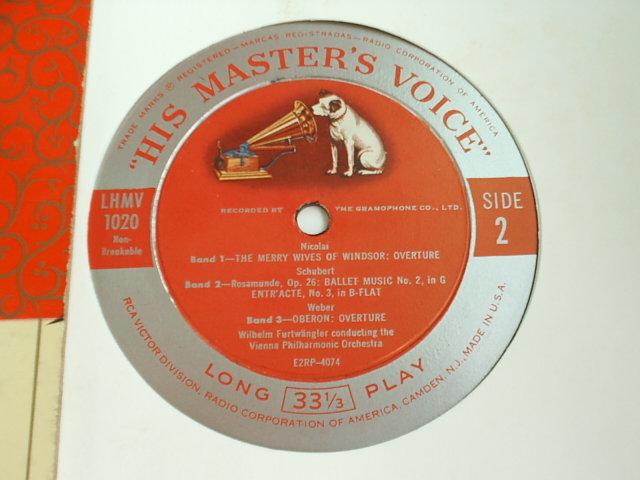 TRADE MARKS ® REGISTERED—MARCAS REGISTRADAS—RADIO CORPORATION OF AMERICA
"HIS MASTER'S VOICE"
LHMV
1020
Non-
Breakable
SIDE
2
RECORDED BY THE GRAMOPHONE CO., LTD.
Nicolai
Band 1—THE MERRY WIVES OF WINDSOR: OVERTURE
Schubert
Band 2—Rosamunde, Op. 26: BALLET MUSIC No. 2, in G
ENTR'ACTE, No. 3, in B-FLAT
Weber
Band 3—OBERON: OVERTURE
Wilhelm Furtwängler conducting the
Vienna Philharmonic Orchestra
E2RP-4074
LONG 33⅓ PLAY
RCA VICTOR DIVISION, RADIO CORPORATION OF AMERICA, CAMDEN, N.J. MADE IN U.S.A.